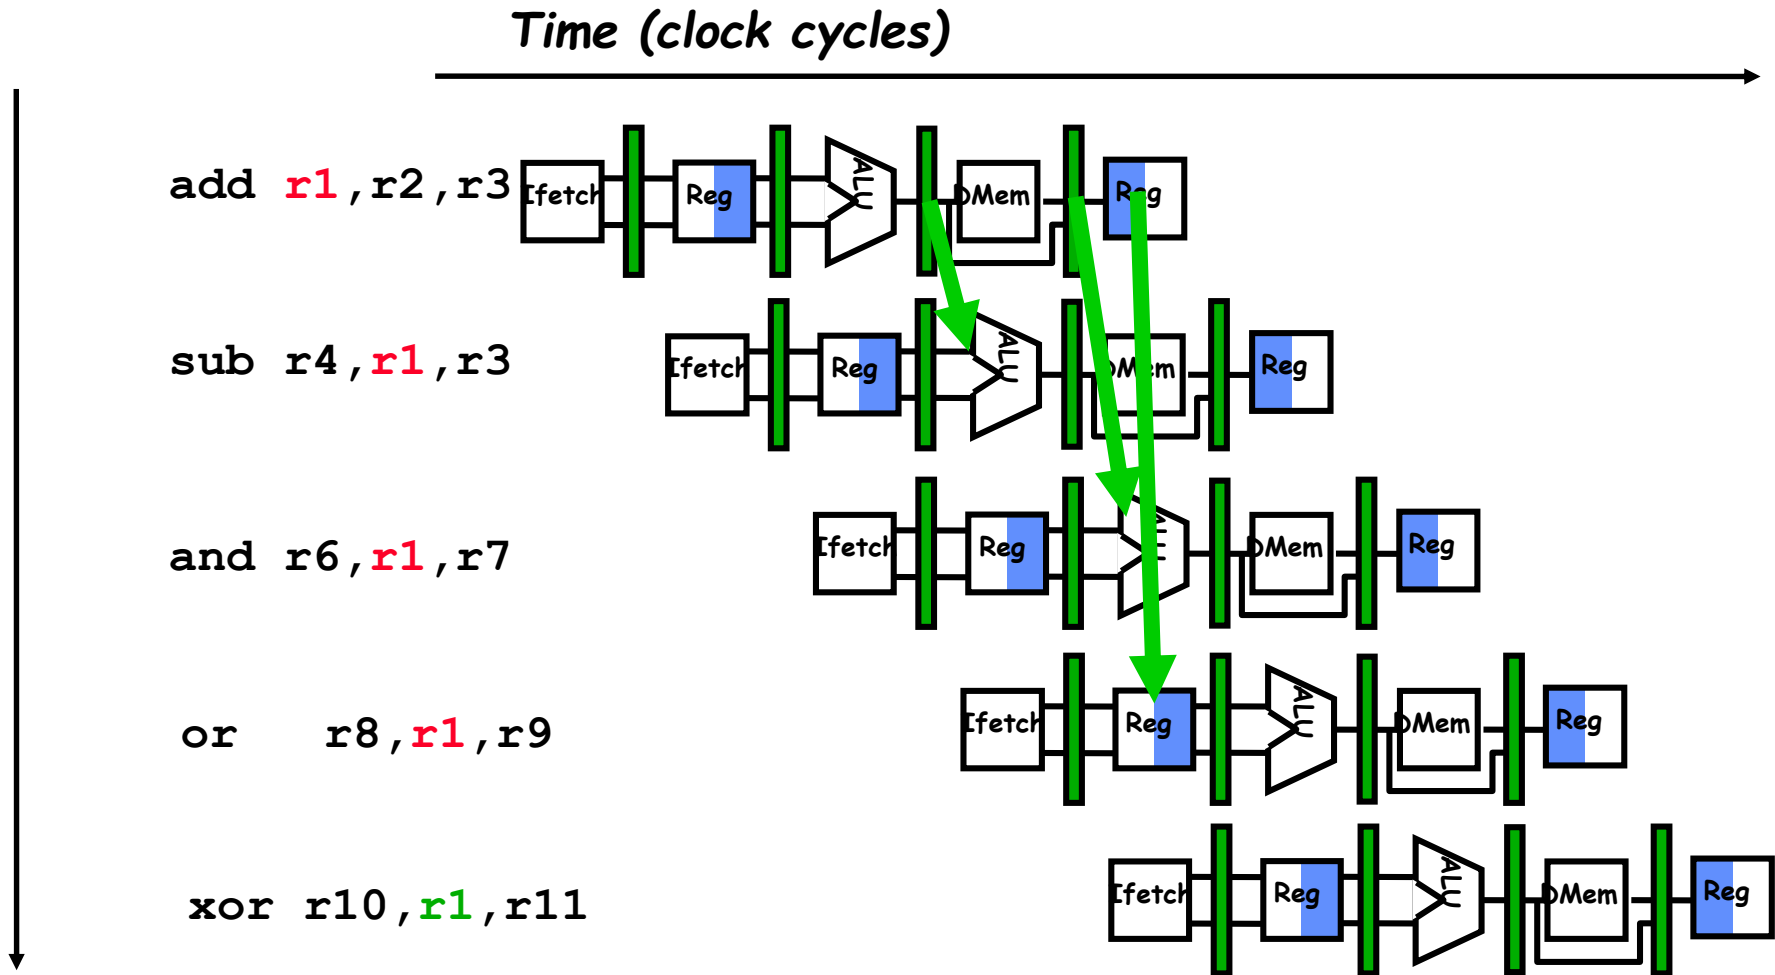 Time (clock cycles)
add r1,r2,r3 Ifetch Reg ALU DMem Reg
sub r4,r1,r3 Ifetch Reg ALU DMem Reg
and r6,r1,r7 Ifetch Reg ALU DMem Reg
or r8,r1,r9 Ifetch Reg ALU DMem Reg
xor r10,r1,r11 Ifetch Reg ALU DMem Reg